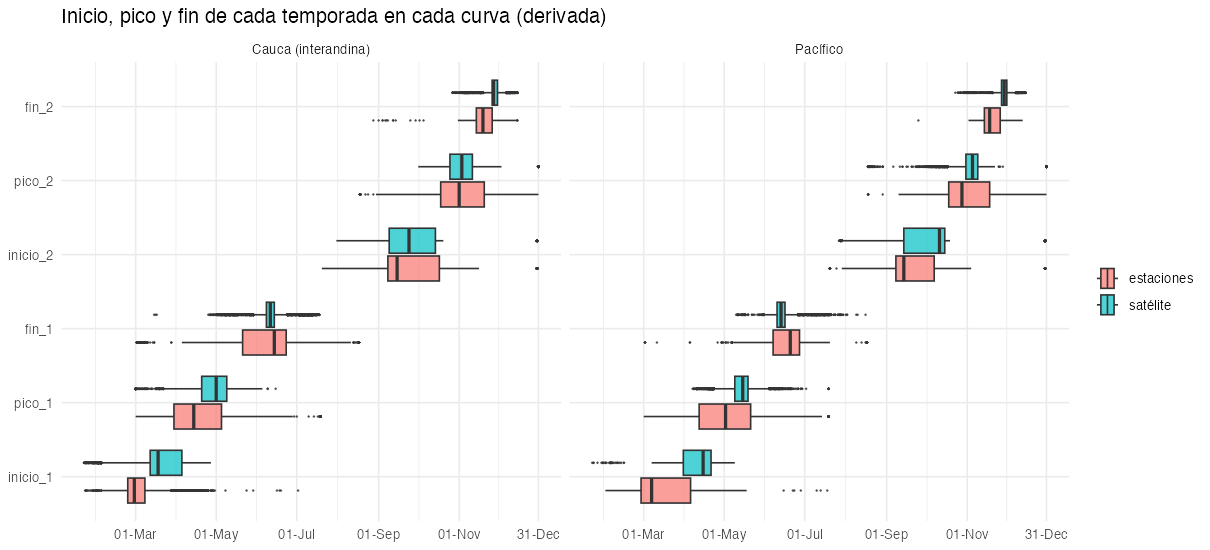 Inicio, pico y fin de cada temporada en cada curva (derivada)
Cauca (interandina)
Pacífico
fin_2
pico_2
inicio_2
fin_1
pico_1
inicio_1
estaciones
satélite
01-Mar 01-May 01-Jul 01-Sep 01-Nov 31-Dec
01-Mar 01-May 01-Jul 01-Sep 01-Nov 31-Dec